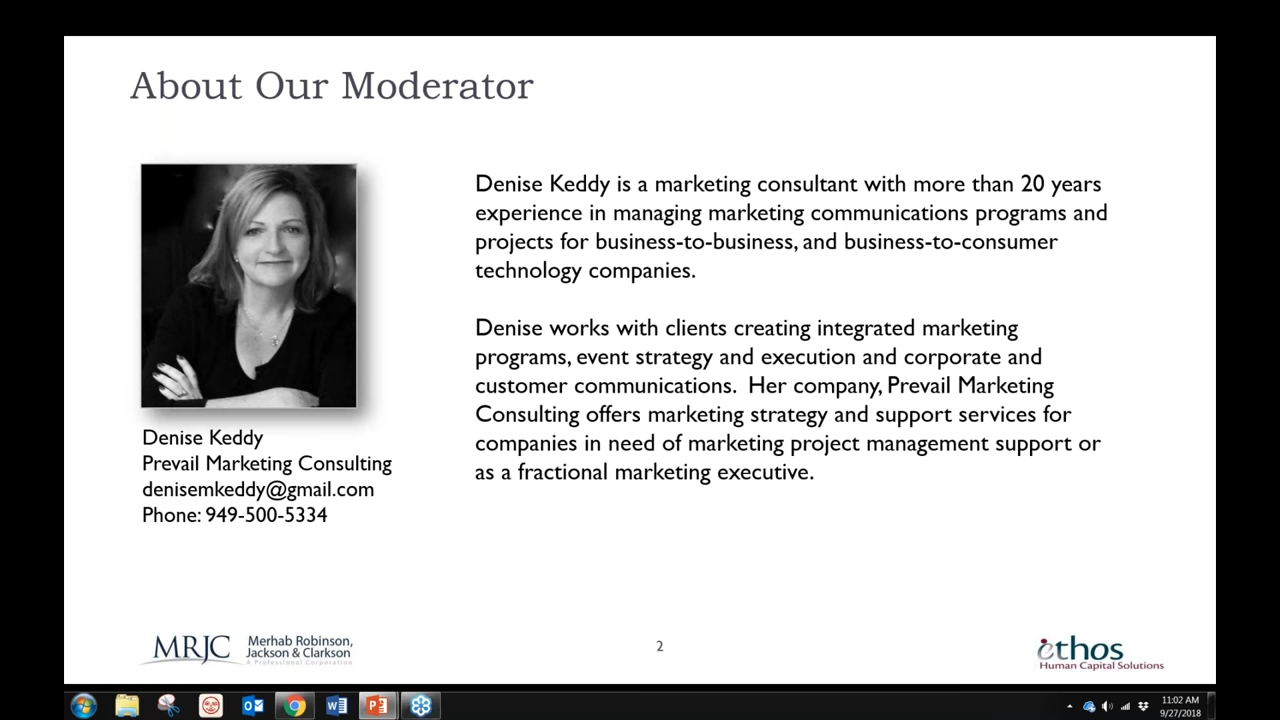 About Our Moderator
Denise Keddy is a marketing consultant with more than 20 years
experience in managing marketing communications programs and
projects for business-to-business, and business-to-consumer
technology companies.
Denise works with clients creating integrated marketing
programs, event strategy and execution and corporate and
customer communications.  Her company, Prevail Marketing
Consulting offers marketing strategy and support services for
companies in need of marketing project management support or
as a fractional marketing executive.
Denise Keddy
Prevail Marketing Consulting
denisemkeddy@gmail.com
Phone: 949-500-5334
MRJC
Merhab Robinson,
Jackson & Clarkson
A Professional Corporation
2
ethos
Human Capital Solutions
11:02 AM
9/27/2018